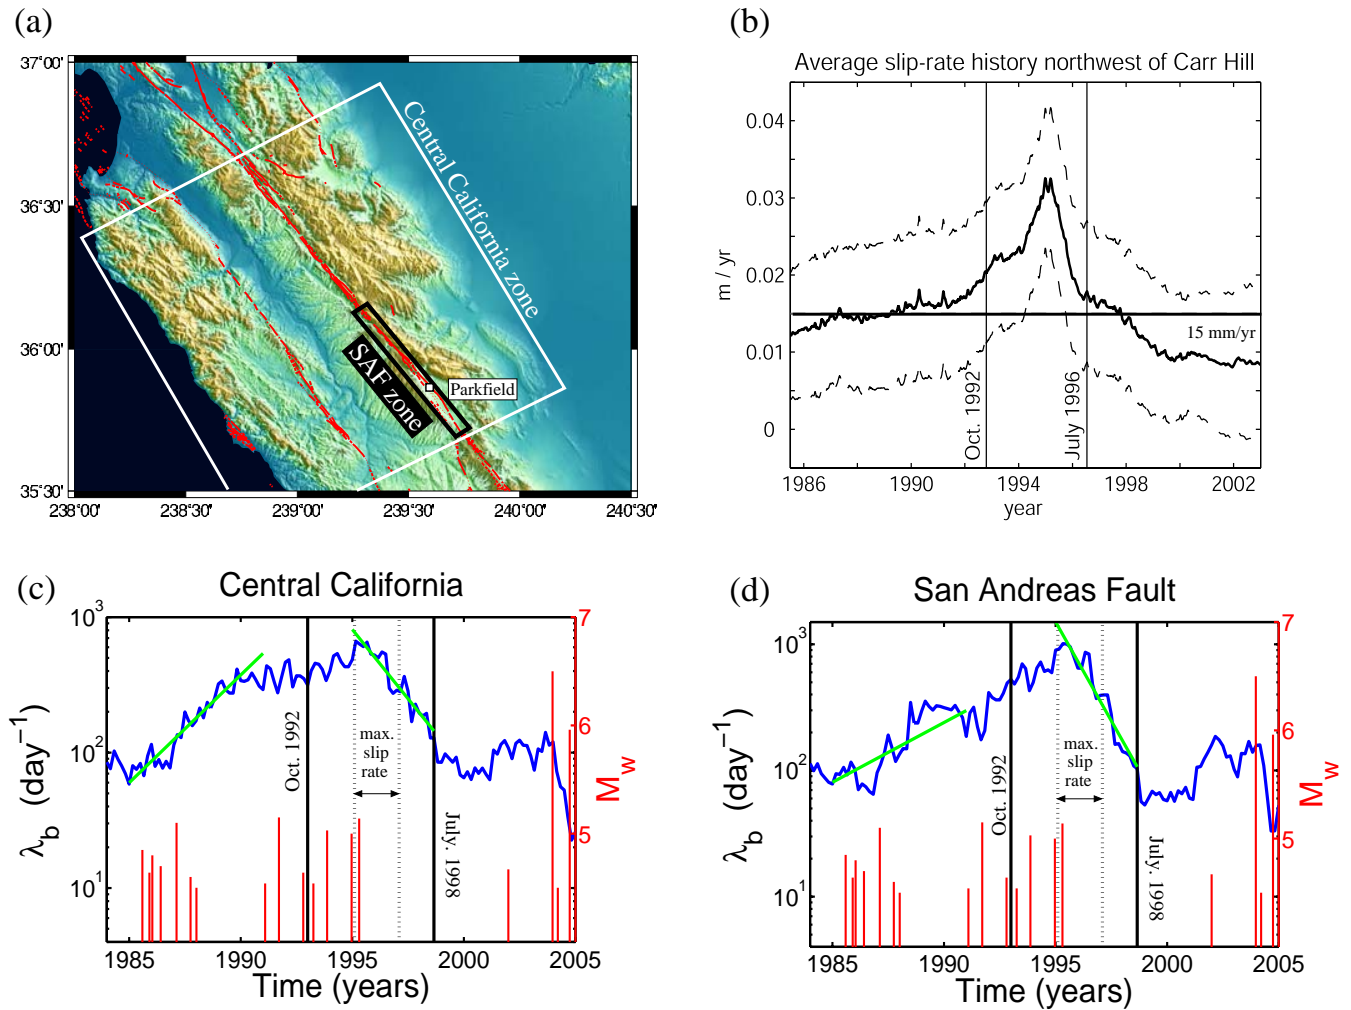 (a)
37°00'
36°30'
36°00'
35°30'
238°00'
238°30'
239°00'
239°30'
240°00'
240°30'
Central California zone
SAF zone
Parkfield
(b)
Average slip-rate history northwest of Carr Hill
0.04
0.03
0.02
0.01
0
m / yr
15 mm/yr
Oct. 1992
July 1996
1986
1990
1994
1998
2002
year
(c)
Central California
10³
10²
10¹
λb (day⁻¹)
7
6
5
Mw
Oct. 1992
max.
slip
rate
July. 1998
1985
1990
1995
2000
2005
Time (years)
(d)
San Andreas Fault
10³
10²
10¹
λb (day⁻¹)
7
6
5
Mw
Oct. 1992
max.
slip
rate
July. 1998
1985
1990
1995
2000
2005
Time (years)